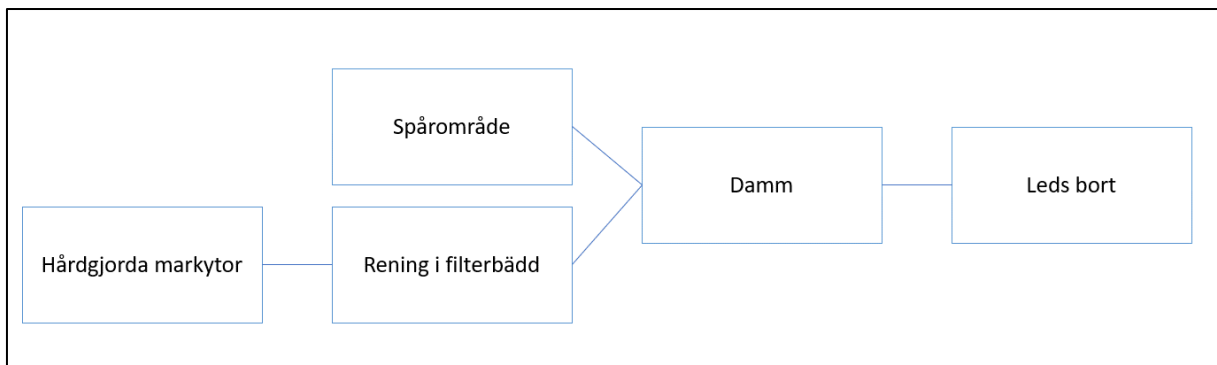 Spårområde
Damm
Leds bort
Hårdgjorda markytor
Rening i filterbädd